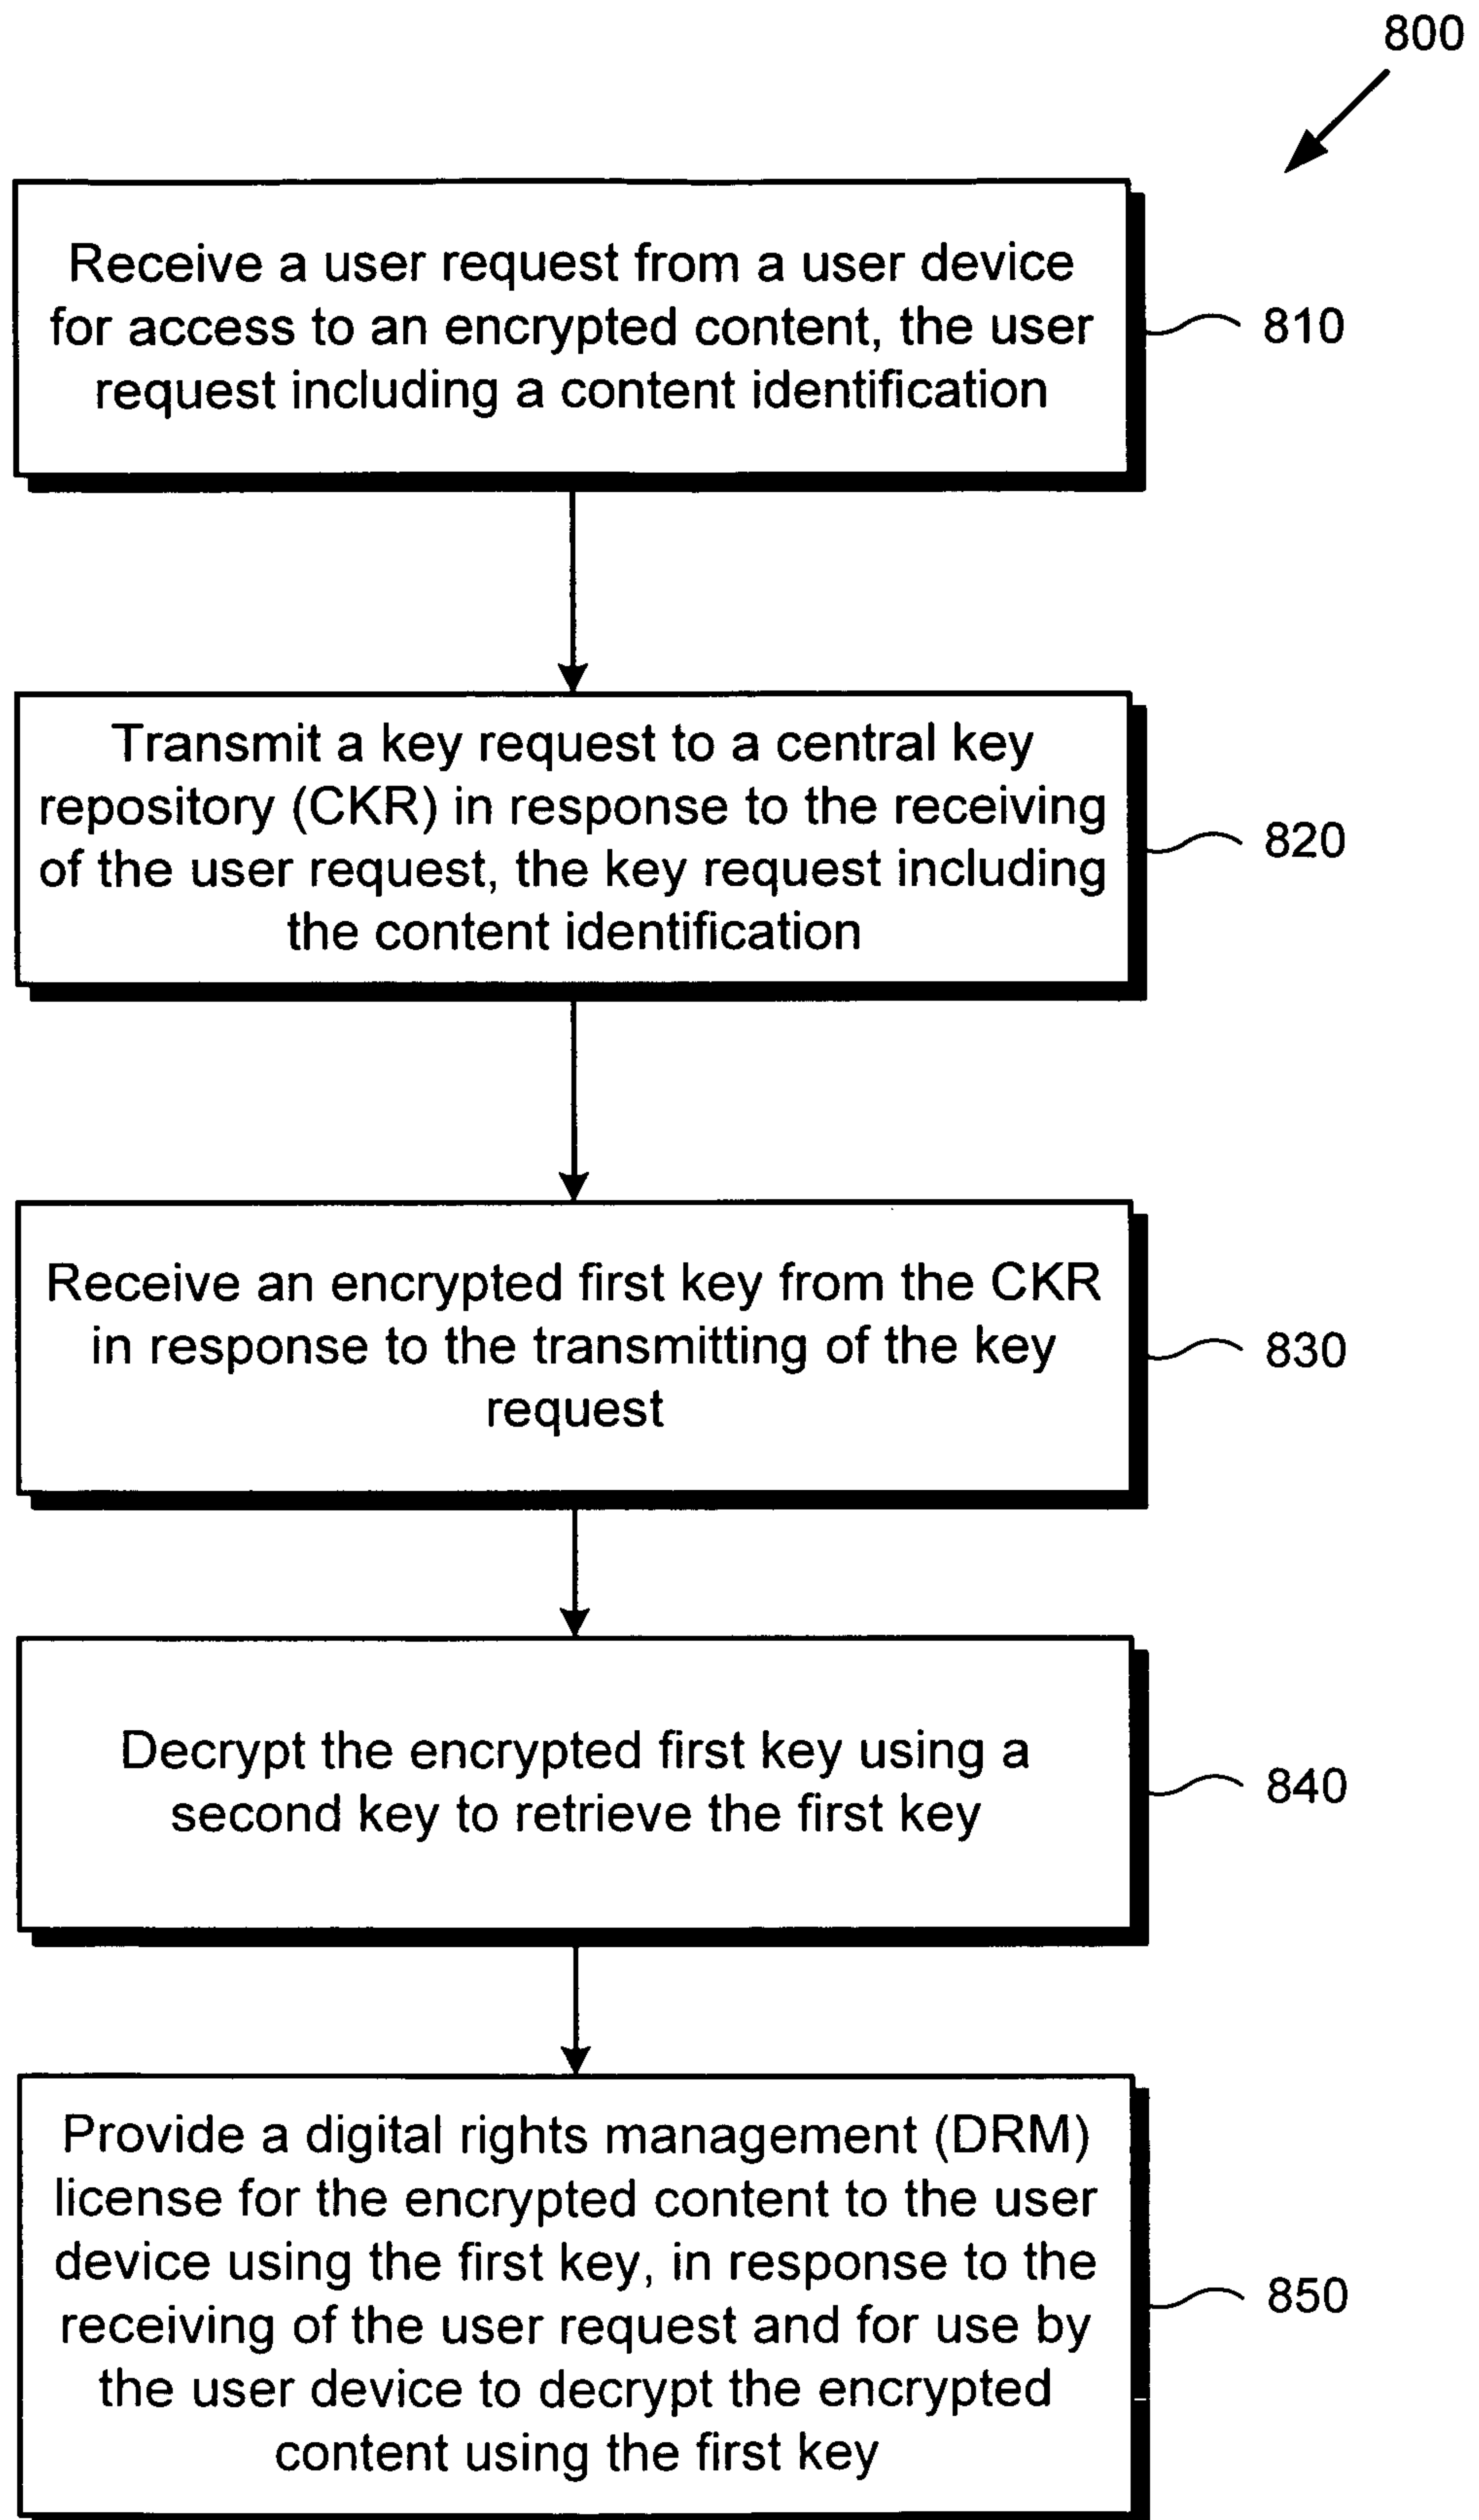 800
Receive a user request from a user device
for access to an encrypted content, the user
request including a content identification
810
Transmit a key request to a central key
repository (CKR) in response to the receiving
of the user request, the key request including
the content identification
820
Receive an encrypted first key from the CKR
in response to the transmitting of the key
request
830
Decrypt the encrypted first key using a
second key to retrieve the first key
840
Provide a digital rights management (DRM)
license for the encrypted content to the user
device using the first key, in response to the
receiving of the user request and for use by
the user device to decrypt the encrypted
content using the first key
850